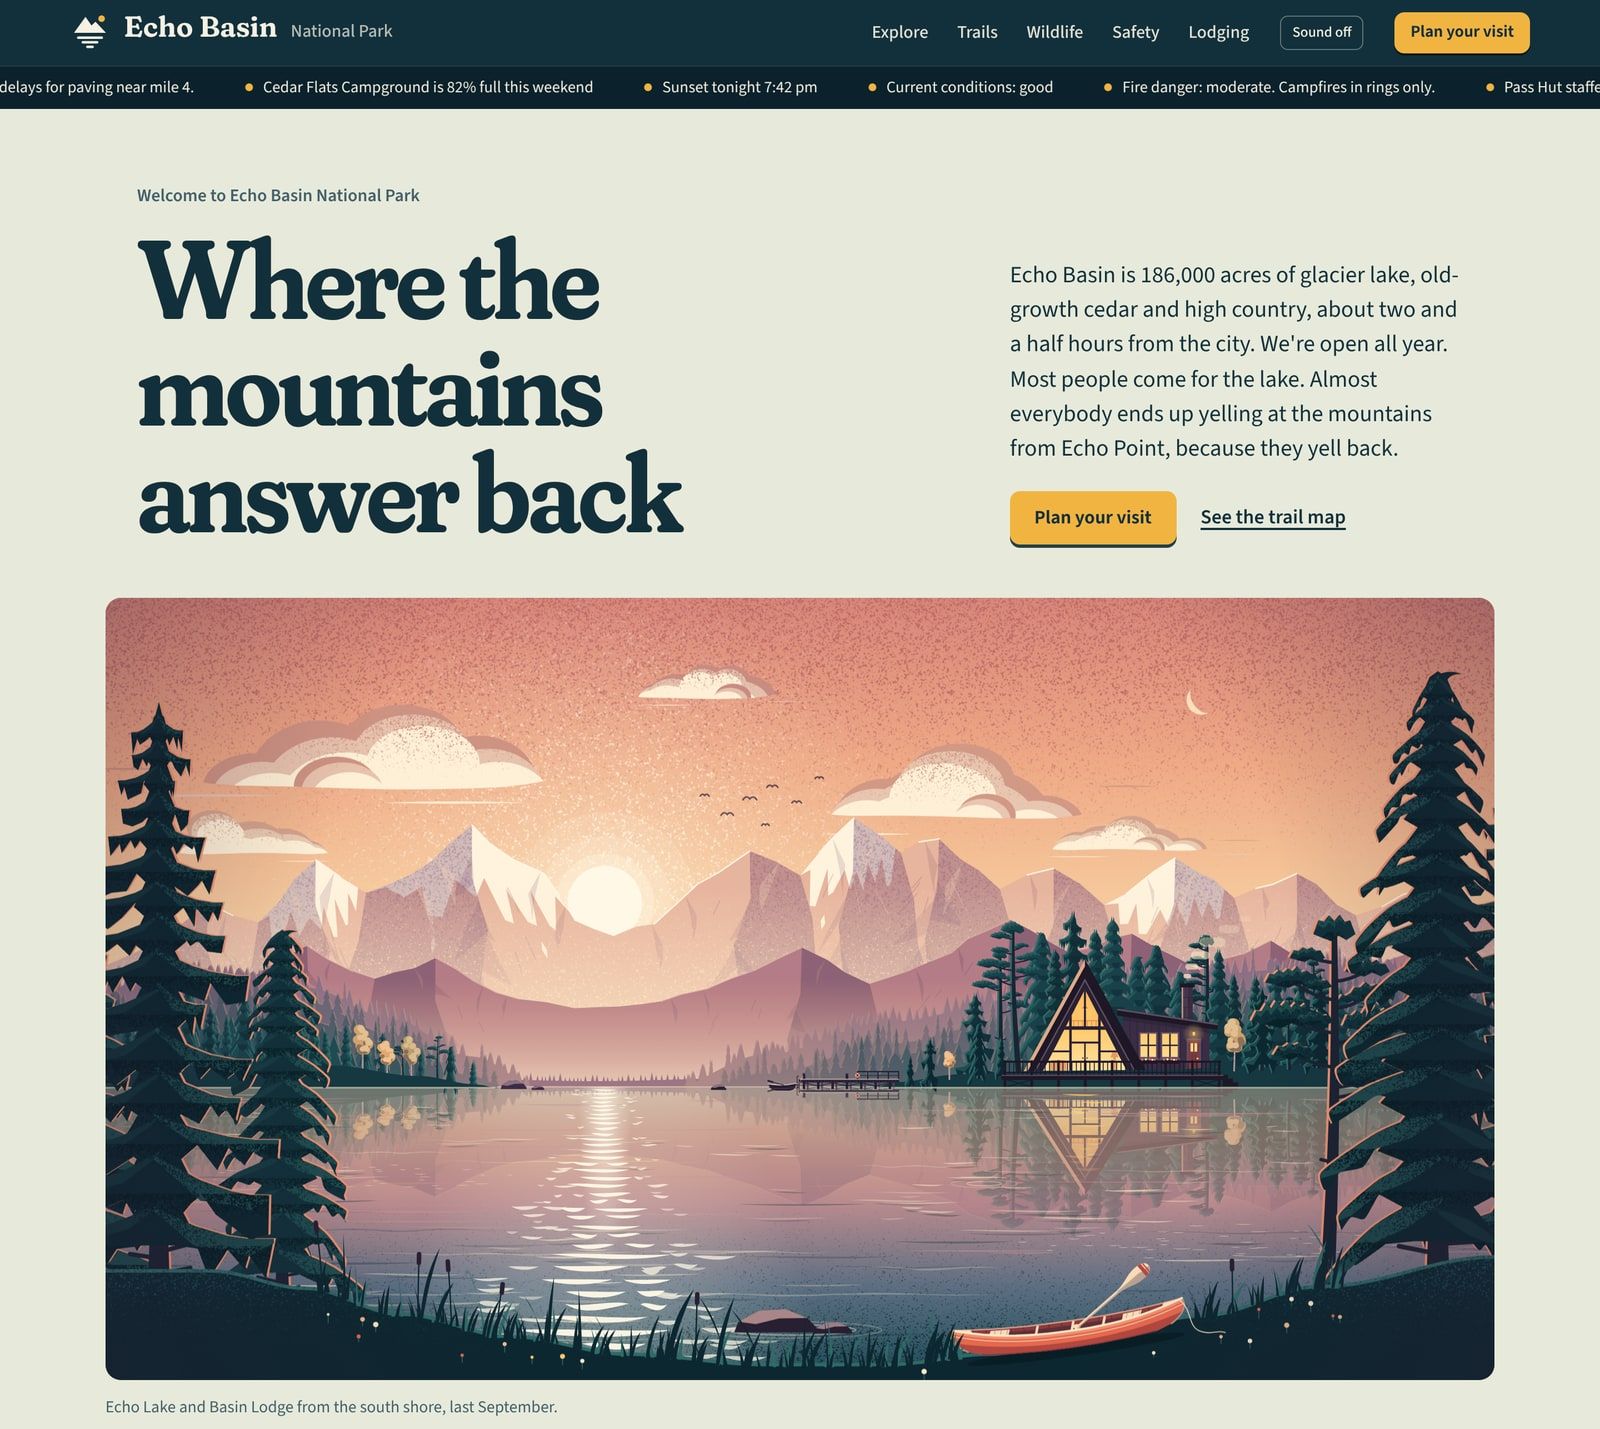 Echo Basin National Park
Explore Trails Wildlife Safety Lodging Sound off Plan your visit
delays for paving near mile 4. Cedar Flats Campground is 82% full this weekend Sunset tonight 7:42 pm Current conditions: good Fire danger: moderate. Campfires in rings only. Pass Hut staffe
Welcome to Echo Basin National Park
Where the
mountains
answer back
Echo Basin is 186,000 acres of glacier lake, old-
growth cedar and high country, about two and
a half hours from the city. We're open all year.
Most people come for the lake. Almost
everybody ends up yelling at the mountains
from Echo Point, because they yell back.
Plan your visit See the trail map
Echo Lake and Basin Lodge from the south shore, last September.